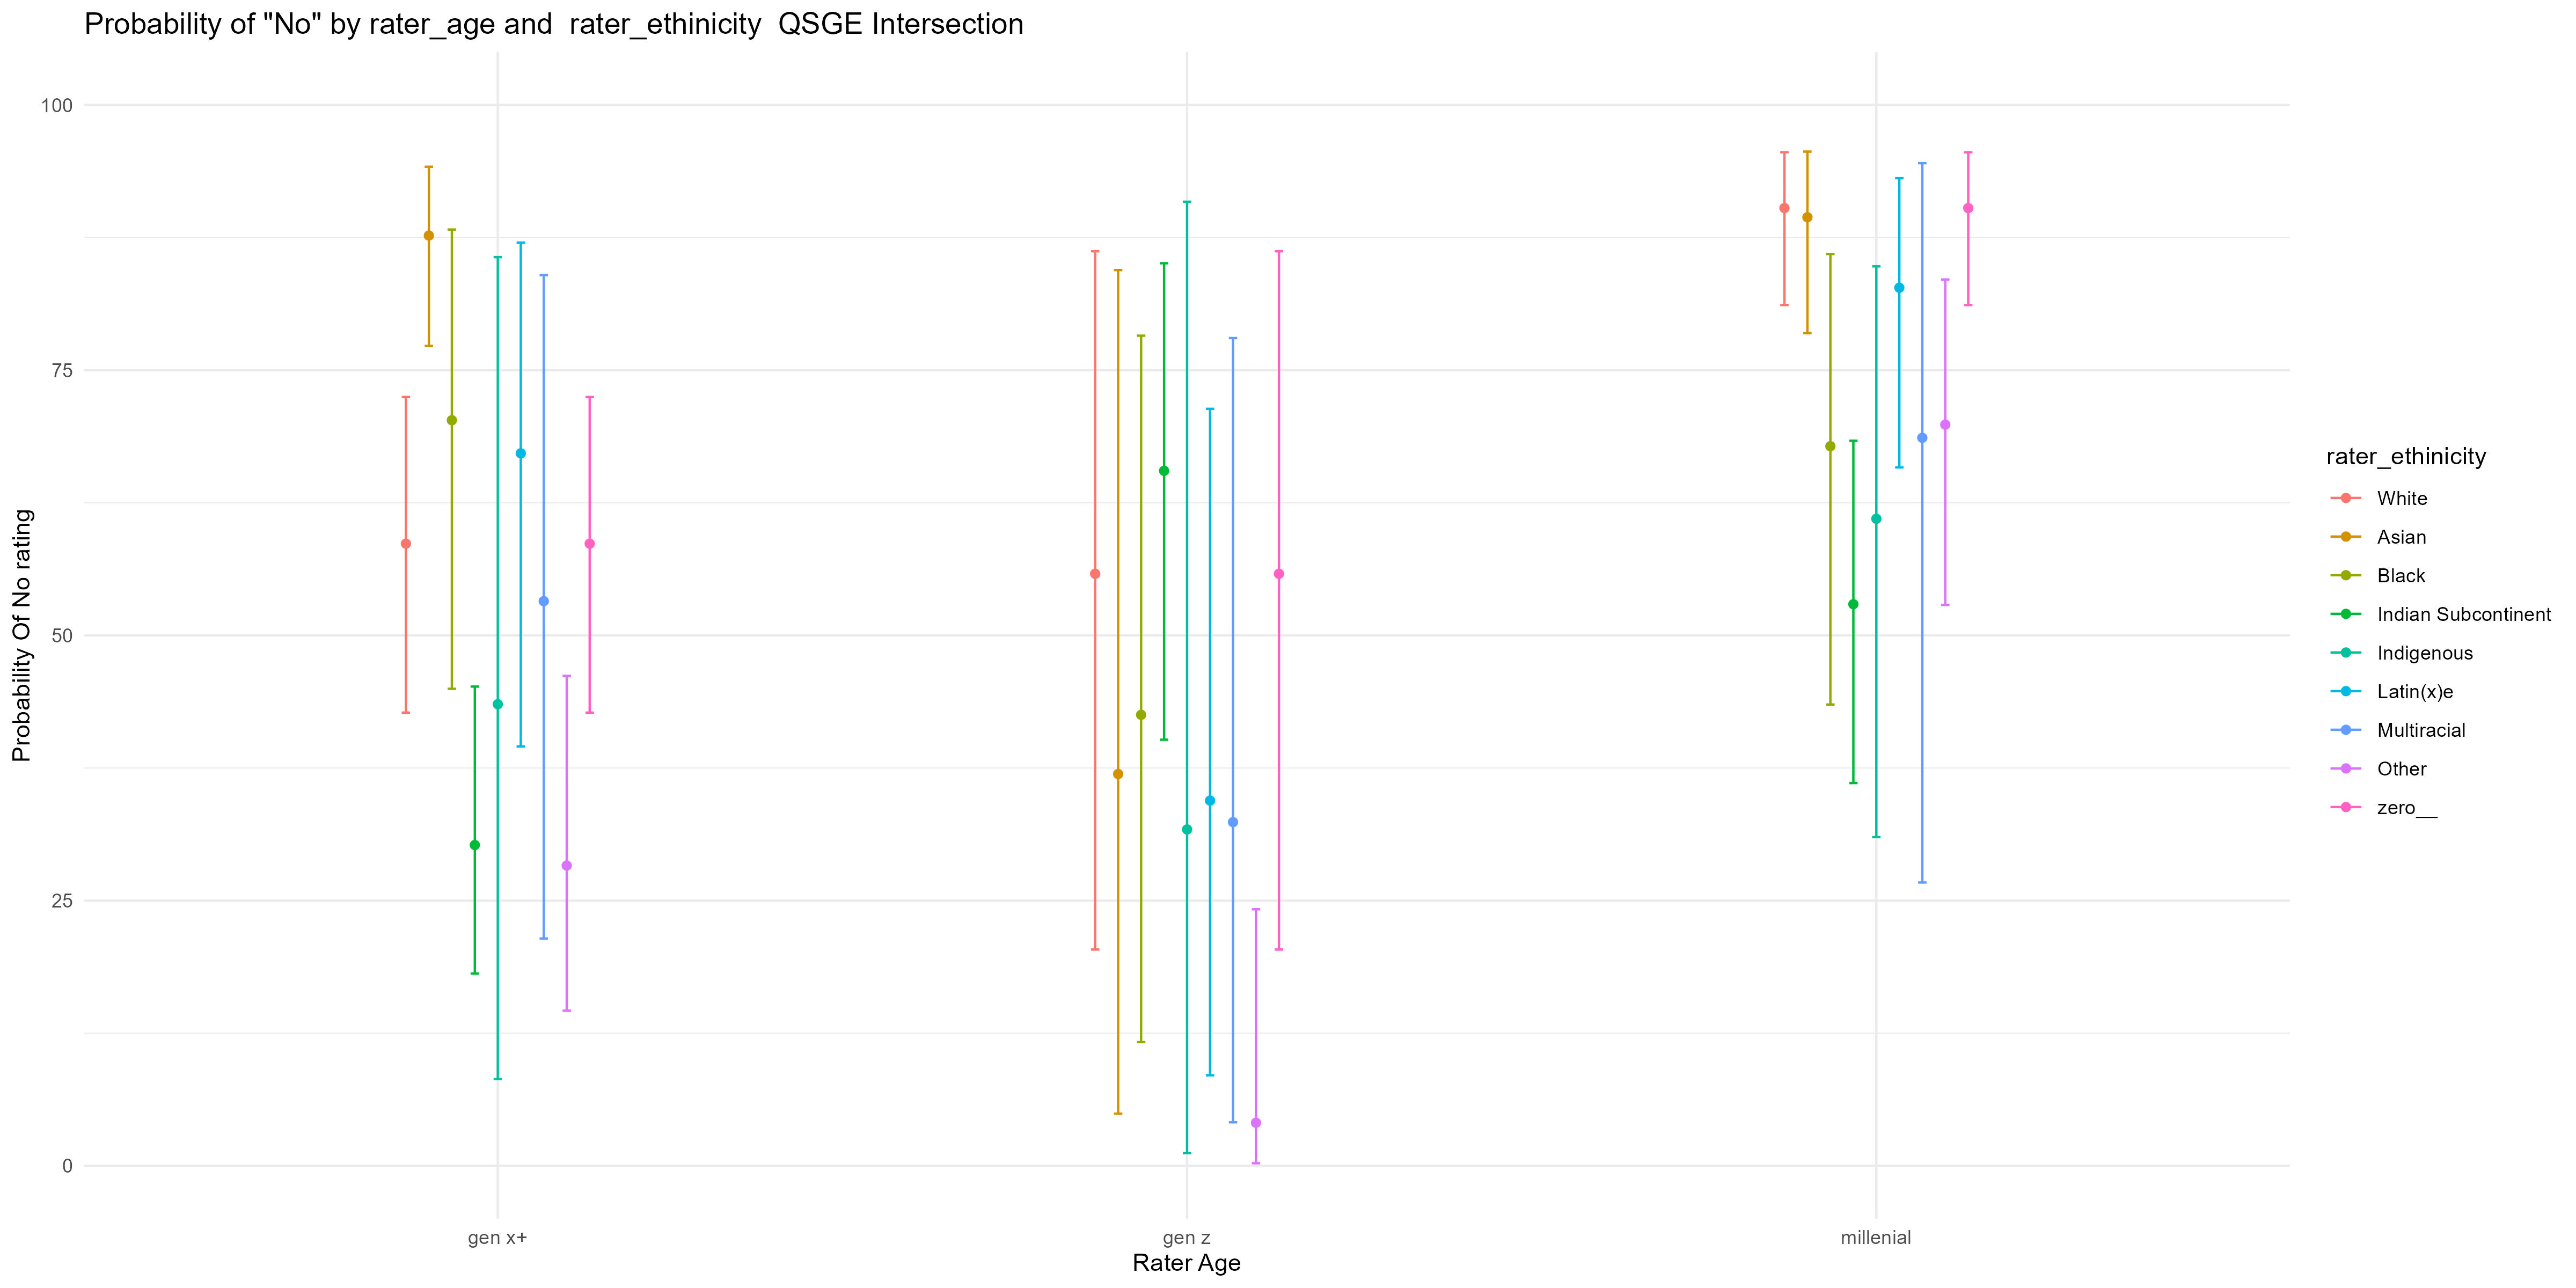 Probability of "No" by rater_age and  rater_ethinicity  QSGE Intersection
100
75
50
25
0
Probability Of No rating
gen x+
gen z
millenial
Rater Age
rater_ethinicity
White
Asian
Black
Indian Subcontinent
Indigenous
Latin(x)e
Multiracial
Other
zero__